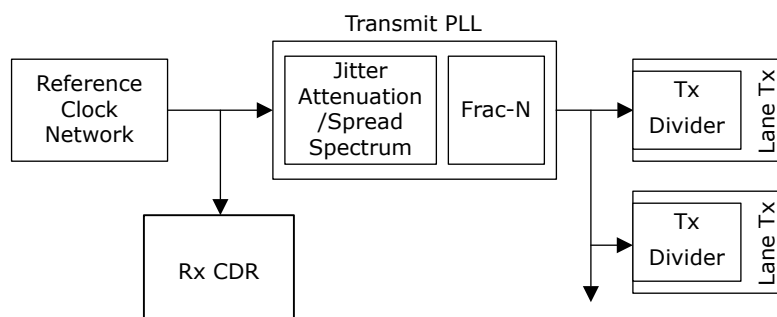 Transmit PLL
Reference
Clock
Network
Jitter
Attenuation
/Spread
Spectrum
Frac-N
Tx
Divider
Lane Tx
Rx CDR
Tx
Divider
Lane Tx